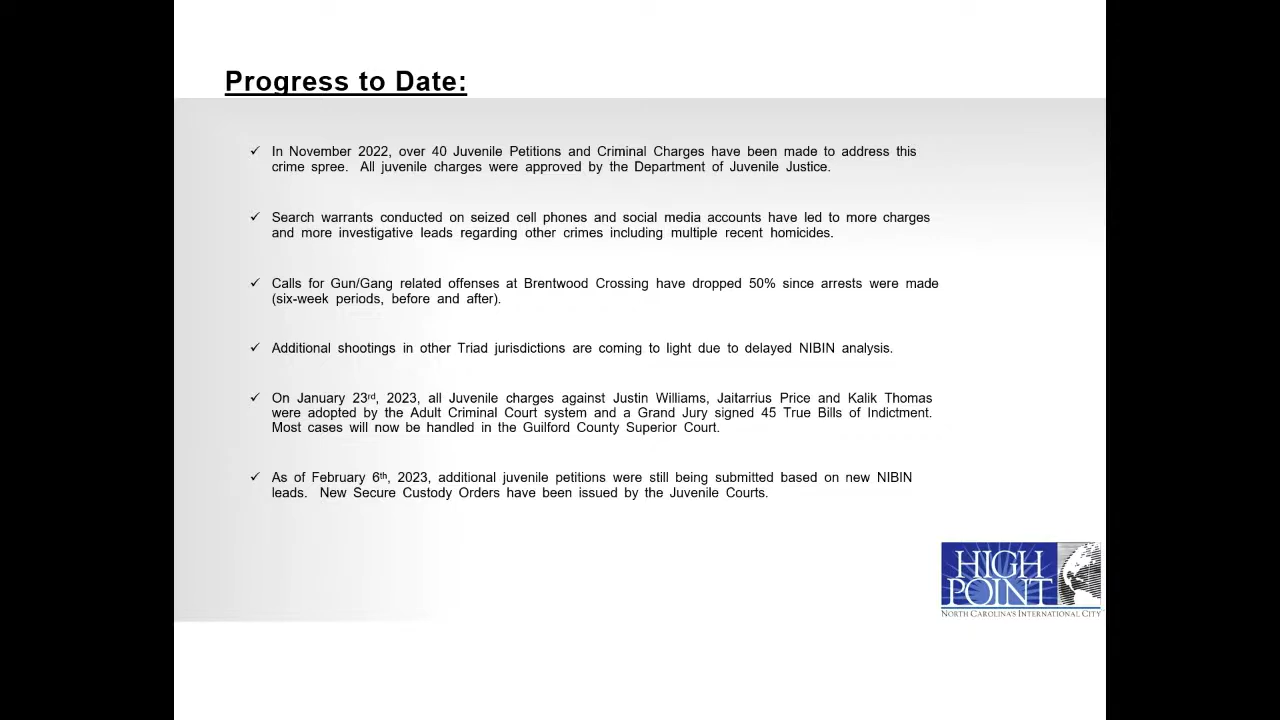 Progress to Date:
✓ In November 2022, over 40 Juvenile Petitions and Criminal Charges have been made to address this
crime spree. All juvenile charges were approved by the Department of Juvenile Justice.
✓ Search warrants conducted on seized cell phones and social media accounts have led to more charges
and more investigative leads regarding other crimes including multiple recent homicides.
✓ Calls for Gun/Gang related offenses at Brentwood Crossing have dropped 50% since arrests were made
(six-week periods, before and after).
✓ Additional shootings in other Triad jurisdictions are coming to light due to delayed NIBIN analysis.
✓ On January 23rd, 2023, all Juvenile charges against Justin Williams, Jaitarrius Price and Kalik Thomas
were adopted by the Adult Criminal Court system and a Grand Jury signed 45 True Bills of Indictment.
Most cases will now be handled in the Guilford County Superior Court.
✓ As of February 6th, 2023, additional juvenile petitions were still being submitted based on new NIBIN
leads. New Secure Custody Orders have been issued by the Juvenile Courts.
HIGH
POINT
NORTH CAROLINA'S INTERNATIONAL CITY